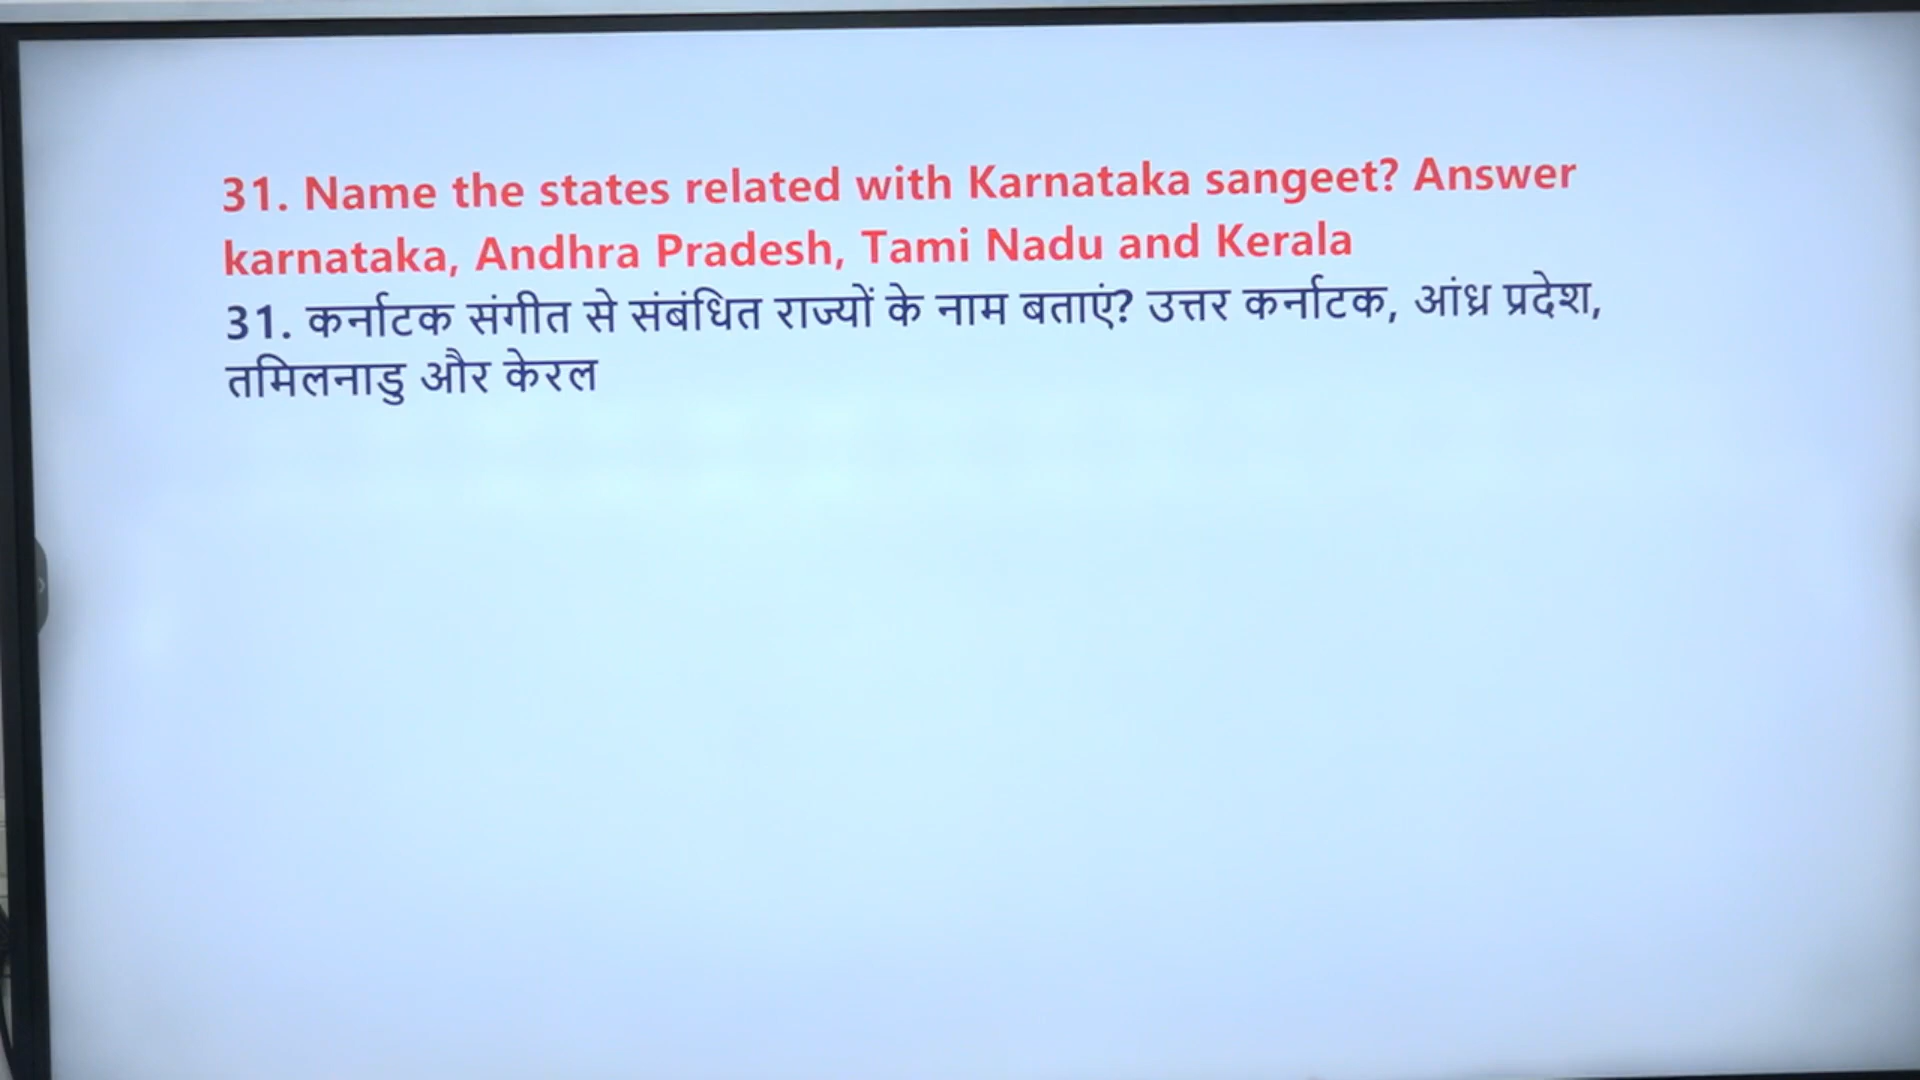 31. Name the states related with Karnataka sangeet? Answer
karnataka, Andhra Pradesh, Tami Nadu and Kerala
31. कर्नाटक संगीत से संबंधित राज्यों के नाम बताएं? उत्तर कर्नाटक, आंध्र प्रदेश,
तमिलनाडु और केरल